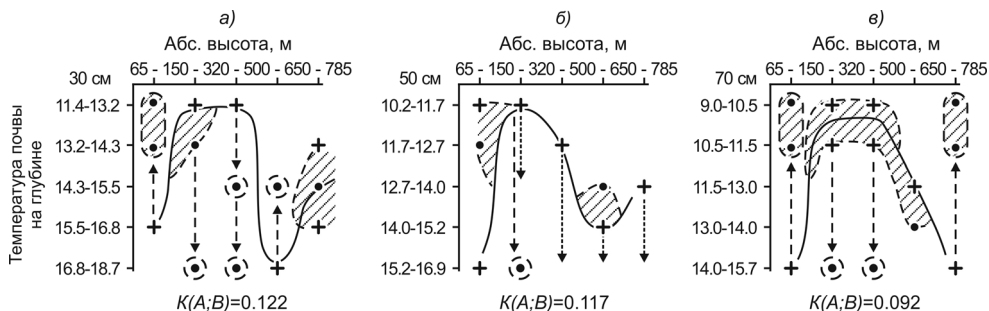 а)
Абс. высота, м
30 см
65 - 150 - 320 - 500 - 650 - 785
11.4-13.2
13.2-14.3
14.3-15.5
15.5-16.8
16.8-18.7
Температура почвы
на глубине
K(A;B)=0.122
б)
Абс. высота, м
50 см
65 - 150 - 320 - 500 - 650 - 785
10.2-11.7
11.7-12.7
12.7-14.0
14.0-15.2
15.2-16.9
K(A;B)=0.117
в)
Абс. высота, м
70 см
65 - 150 - 320 - 500 - 650 - 785
9.0-10.5
10.5-11.5
11.5-13.0
13.0-14.0
14.0-15.7
K(A;B)=0.092